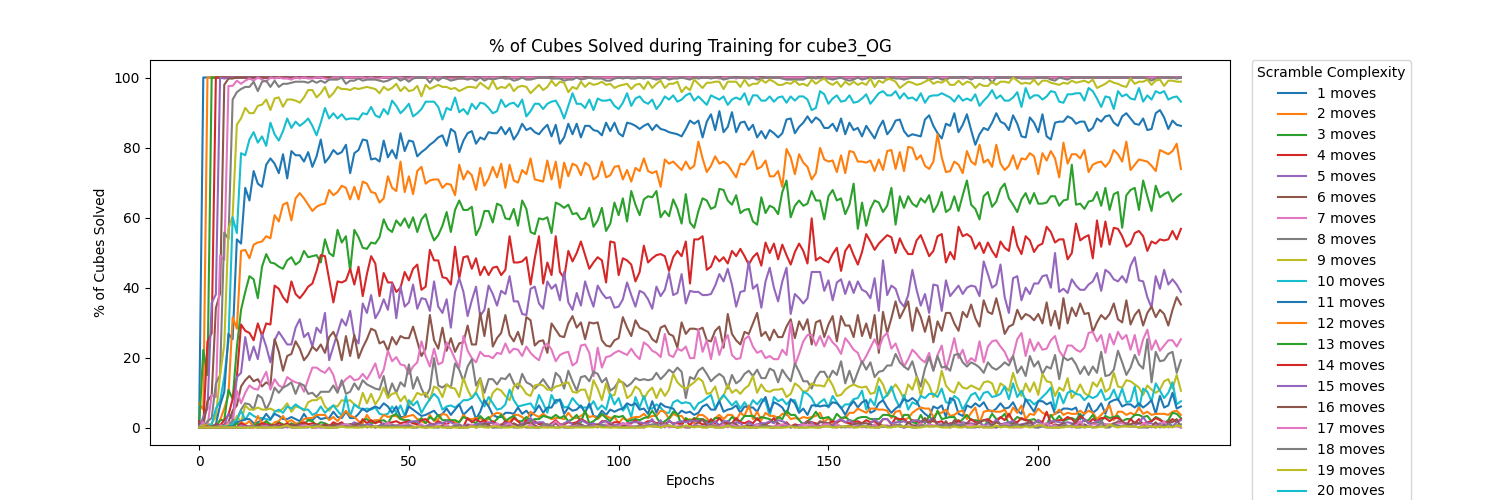 % of Cubes Solved during Training for cube3_OG
% of Cubes Solved
100
80
60
40
20
0
0
50
100
150
200
Epochs
Scramble Complexity
1 moves
2 moves
3 moves
4 moves
5 moves
6 moves
7 moves
8 moves
9 moves
10 moves
11 moves
12 moves
13 moves
14 moves
15 moves
16 moves
17 moves
18 moves
19 moves
20 moves